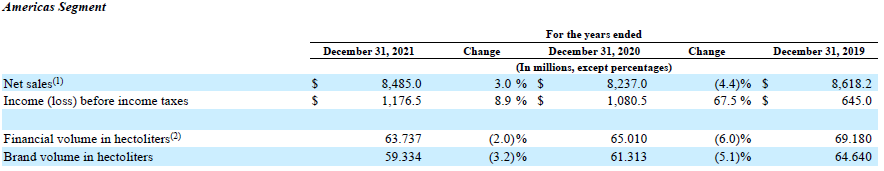 Americas Segment
For the years ended
December 31, 2021 Change December 31, 2020 Change December 31, 2019
(In millions, except percentages)
Net sales(1) $ 8,485.0 3.0 % $ 8,237.0 (4.4)% $ 8,618.2
Income (loss) before income taxes $ 1,176.5 8.9 % $ 1,080.5 67.5 % $ 645.0
Financial volume in hectoliters(2) 63.737 (2.0)% 65.010 (6.0)% 69.180
Brand volume in hectoliters 59.334 (3.2)% 61.313 (5.1)% 64.640